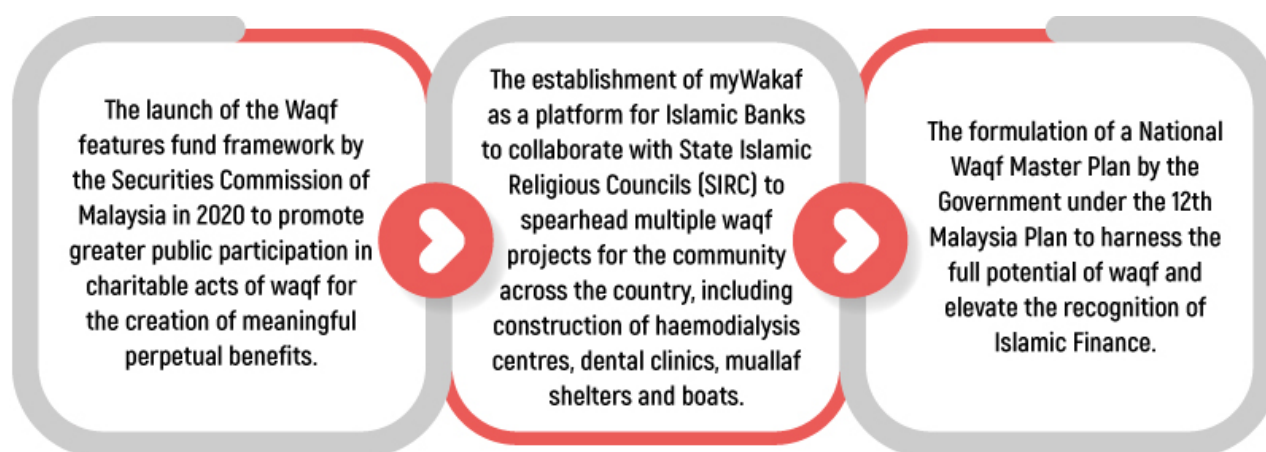 The launch of the Waqf
features fund framework by
the Securities Commission of
Malaysia in 2020 to promote
greater public participation in
charitable acts of waqf for
the creation of meaningful
perpetual benefits.
The establishment of myWakaf
as a platform for Islamic Banks
to collaborate with State Islamic
Religious Councils (SIRC) to
spearhead multiple waqf
projects for the community
across the country, including
construction of haemodialysis
centres, dental clinics, muallaf
shelters and boats.
The formulation of a National
Waqf Master Plan by the
Government under the 12th
Malaysia Plan to harness the
full potential of waqf and
elevate the recognition of
Islamic Finance.